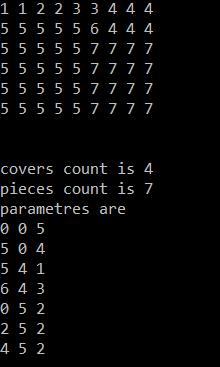 1 1 2 2 3 3 4 4 4
5 5 5 5 5 6 4 4 4
5 5 5 5 5 7 7 7 7
5 5 5 5 5 7 7 7 7
5 5 5 5 5 7 7 7 7
5 5 5 5 5 7 7 7 7
covers count is 4
pieces count is 7
parametres are
0 0 5
5 0 4
5 4 1
6 4 3
0 5 2
2 5 2
4 5 2